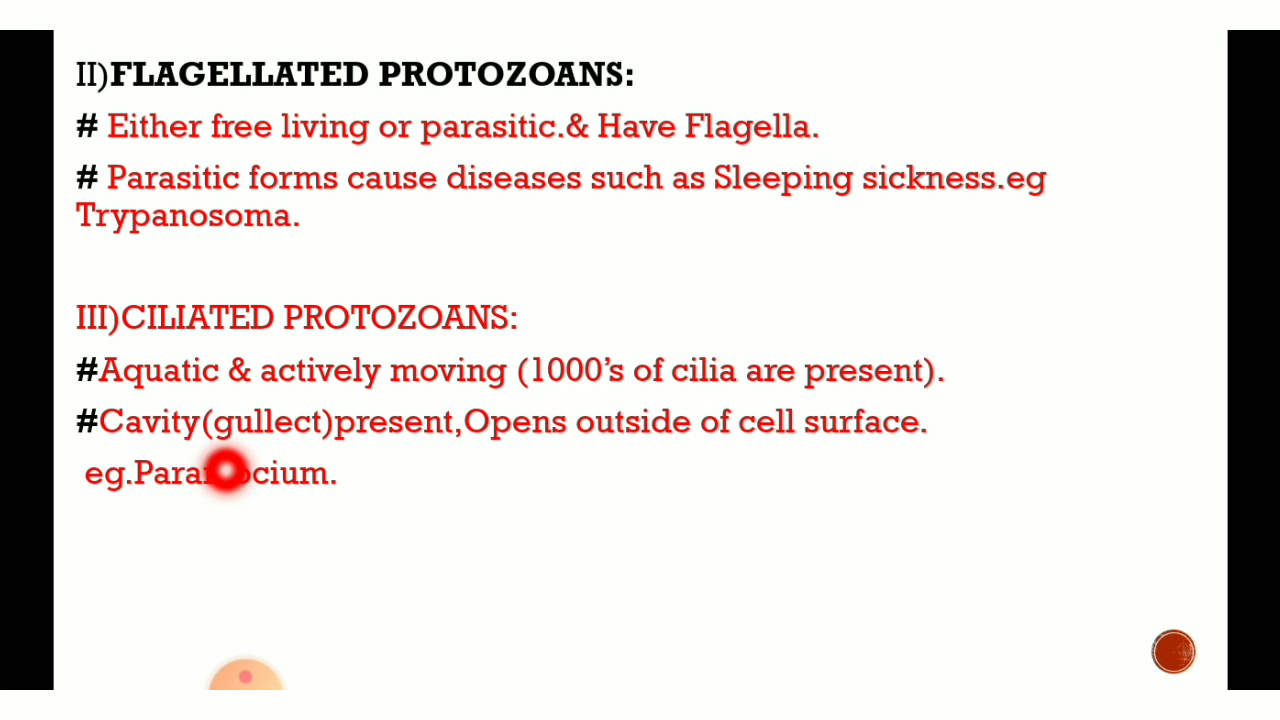 II)FLAGELLATED PROTOZOANS:
# Either free living or parasitic.& Have Flagella.
# Parasitic forms cause diseases such as Sleeping sickness.eg
Trypanosoma.
III)CILIATED PROTOZOANS:
#Aquatic & actively moving (1000’s of cilia are present).
#Cavity(gullect)present,Opens outside of cell surface.
eg.